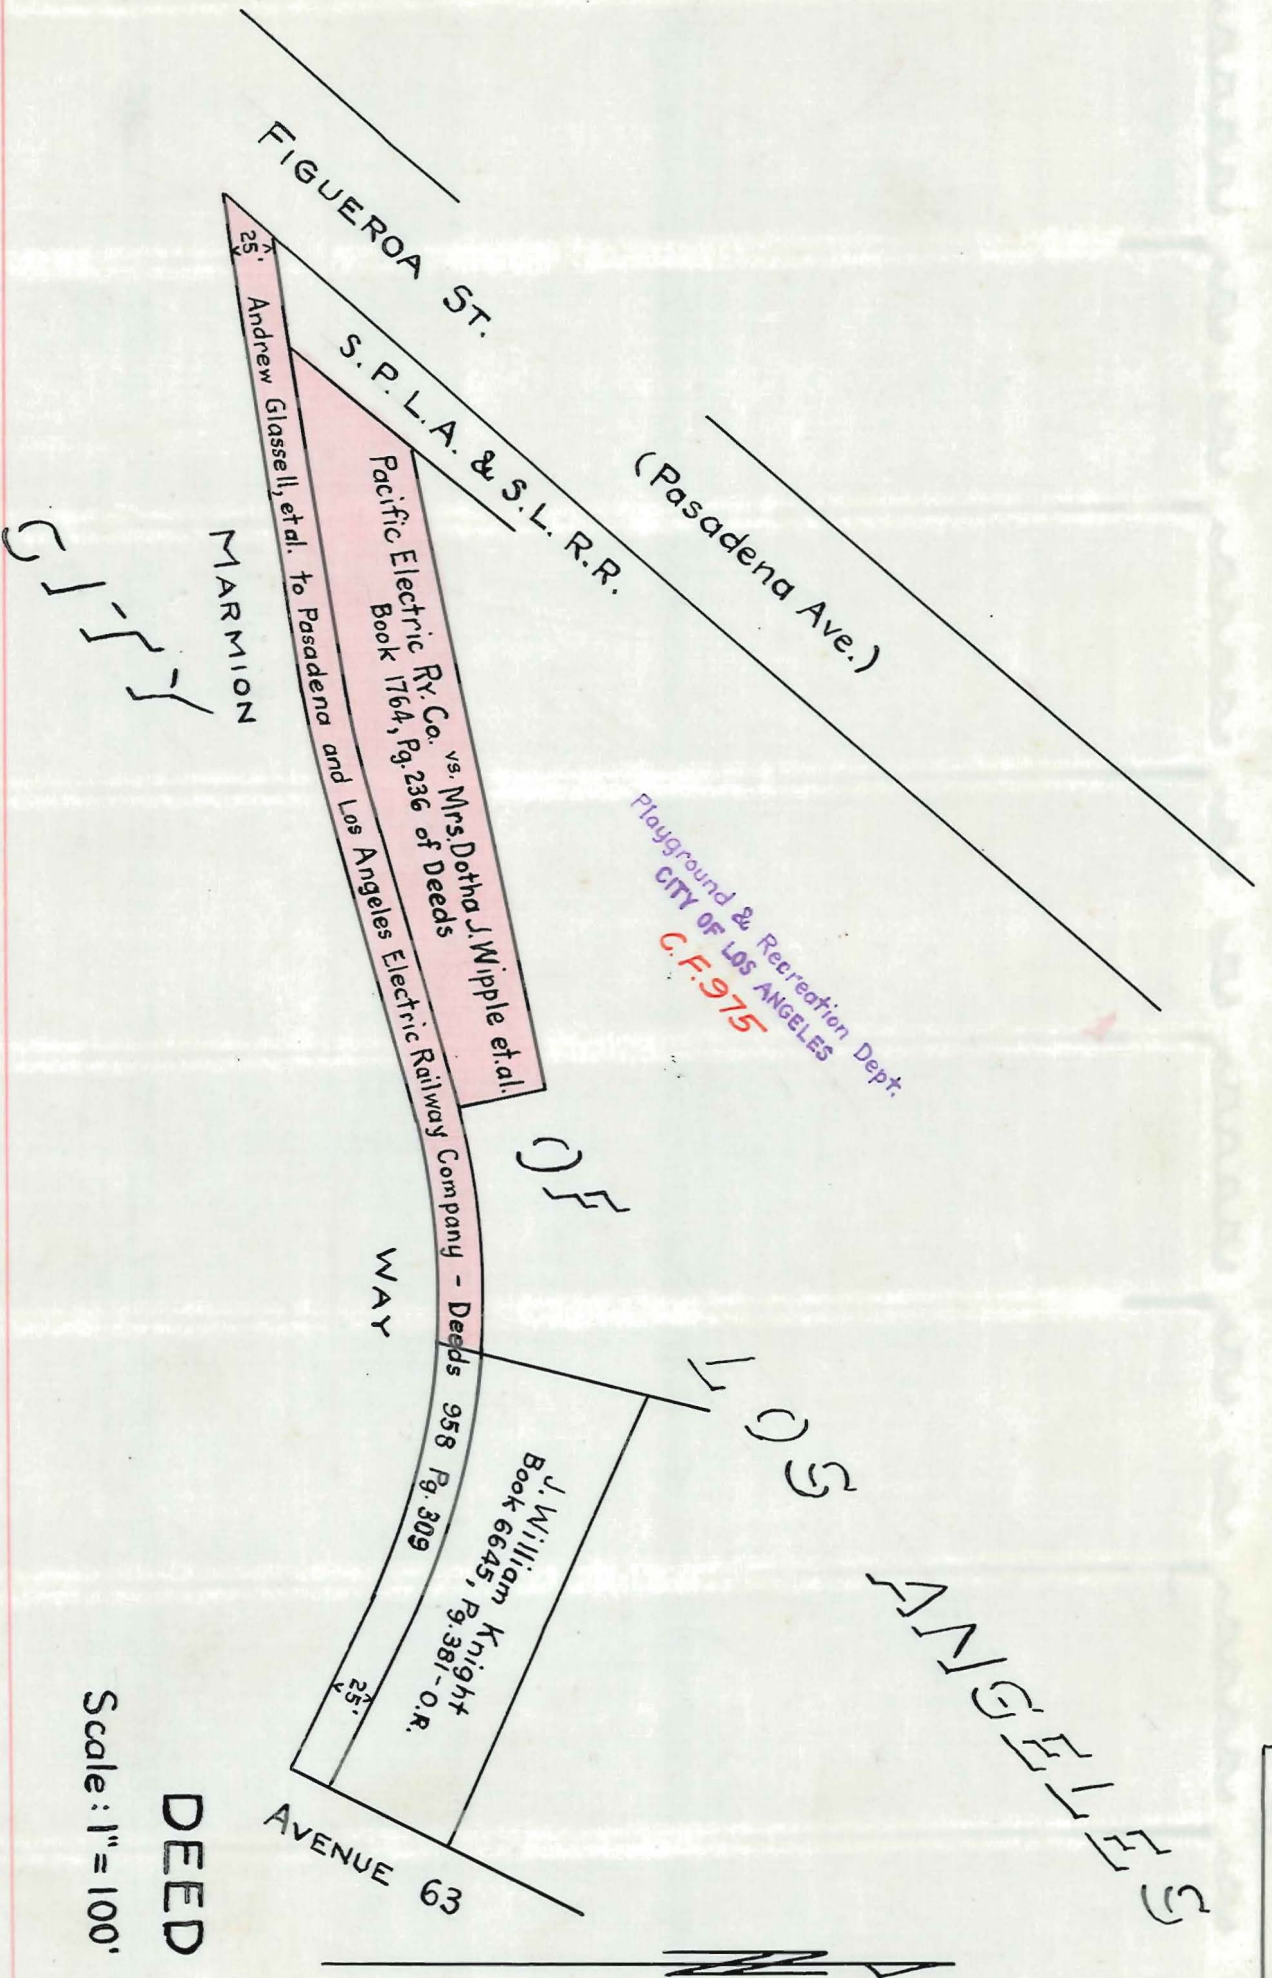 FIGUEROA ST.
(Pasadena Ave.)
S. P. L. A. & S. L. R. R.
25'
Andrew Glassell, et al. to Pasadena and Los Angeles Electric Railway Company - Deeds 958 Pg. 309
Pacific Electric Ry. Co. vs. Mrs. Dotha J. Wipple et.al.
Book 1764, Pg. 236 of Deeds
Playground & Recreation Dept.
CITY OF LOS ANGELES
C.F. 975
MARMION WAY
CITY OF LOS ANGELES
J. William Knight
Book 6645, Pg. 381-O.R.
25'
AVENUE 63
DEED
Scale: 1" = 100'